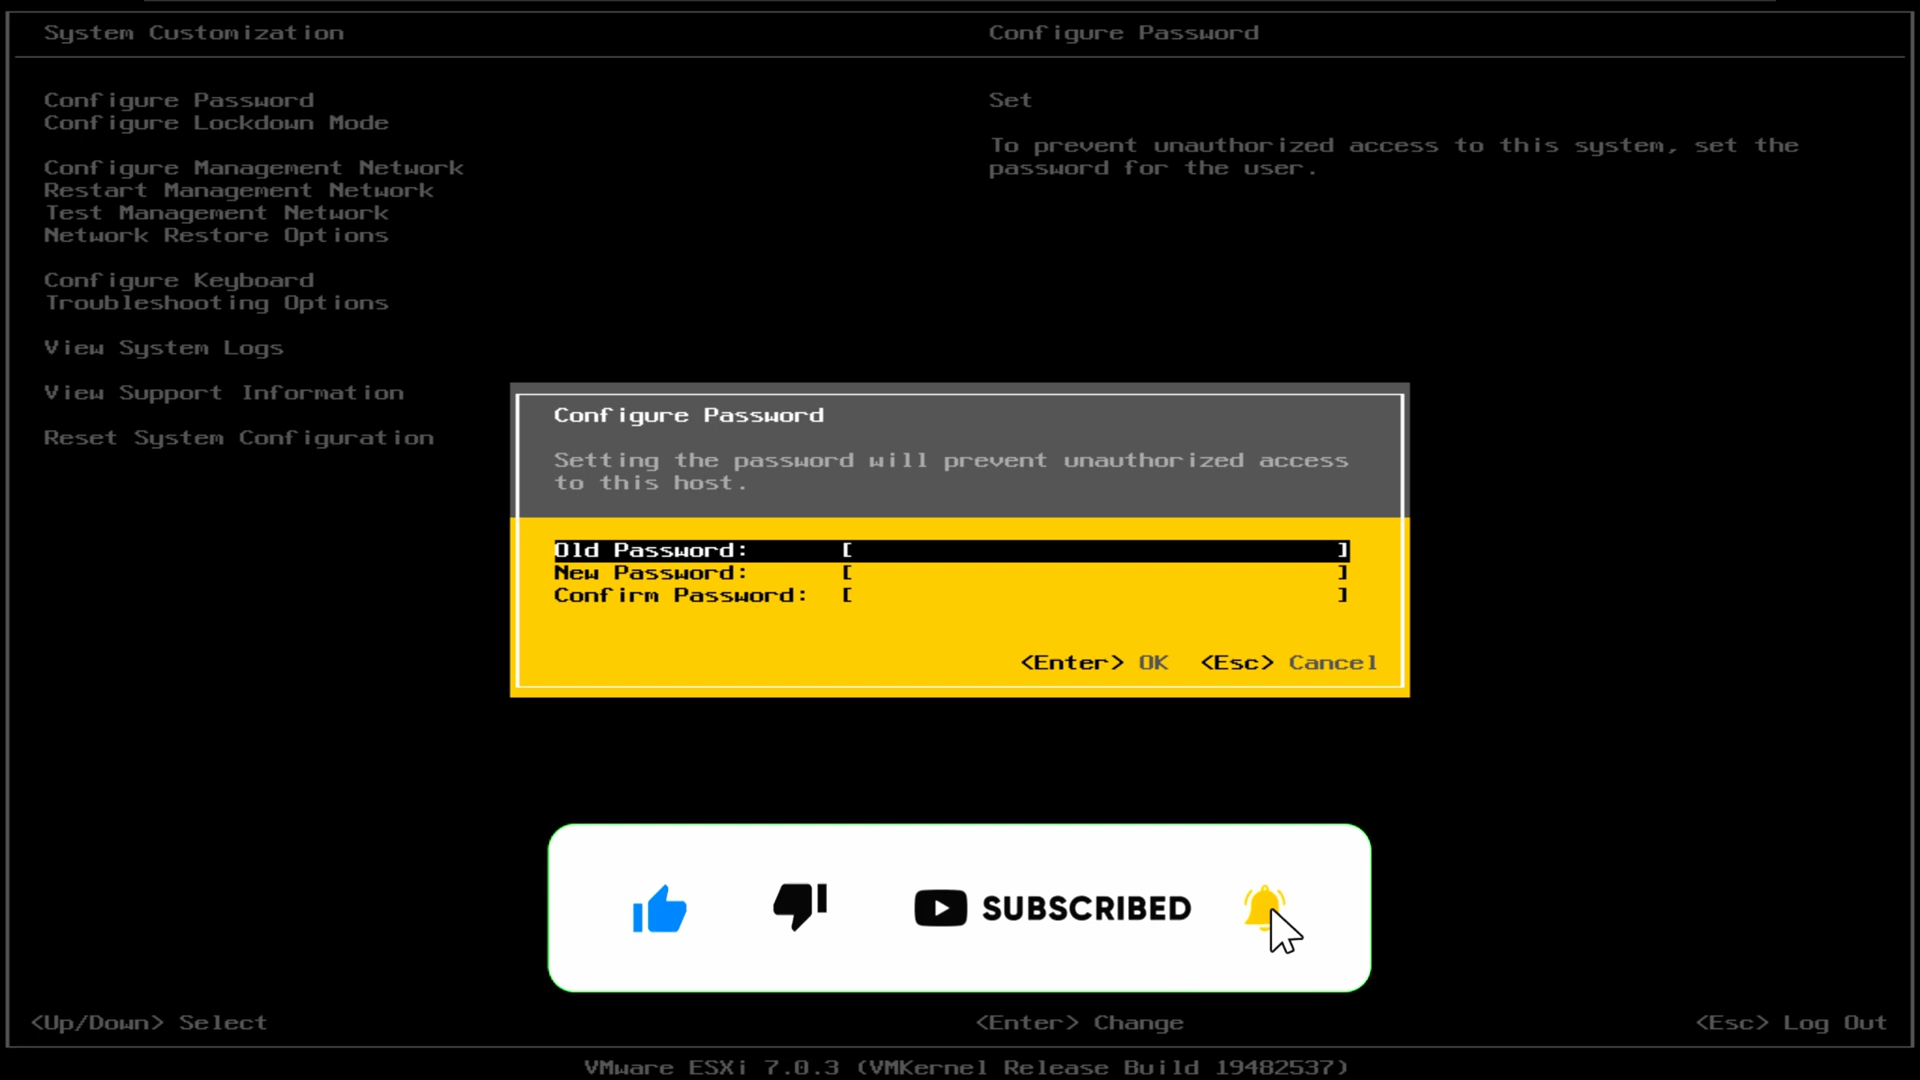 System Customization
Configure Password
Configure Password
Configure Lockdown Mode
Configure Management Network
Restart Management Network
Test Management Network
Network Restore Options
Configure Keyboard
Troubleshooting Options
View System Logs
View Support Information
Reset System Configuration
Set
To prevent unauthorized access to this system, set the
password for the user.
Configure Password
Setting the password will prevent unauthorized access
to this host.
Old Password: [ ]
New Password: [ ]
Confirm Password: [ ]
<Enter> OK <Esc> Cancel
SUBSCRIBED
<Up/Down> Select <Enter> Change <Esc> Log Out
VMware ESXi 7.0.3 (VMKernel Release Build 19482537)